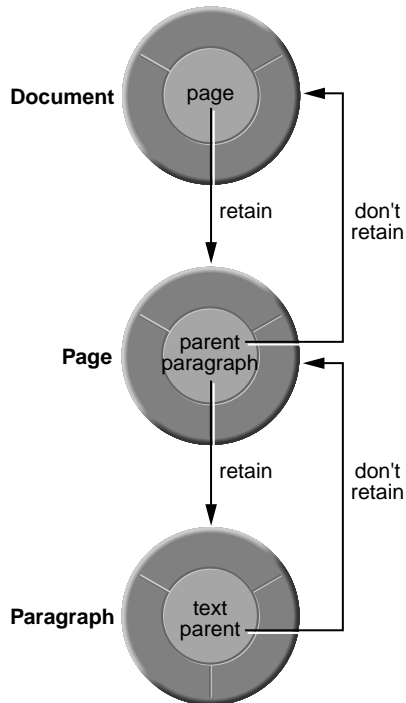 page
Document
retain
don't
retain
parent
paragraph
Page
retain
don't
retain
text
parent
Paragraph